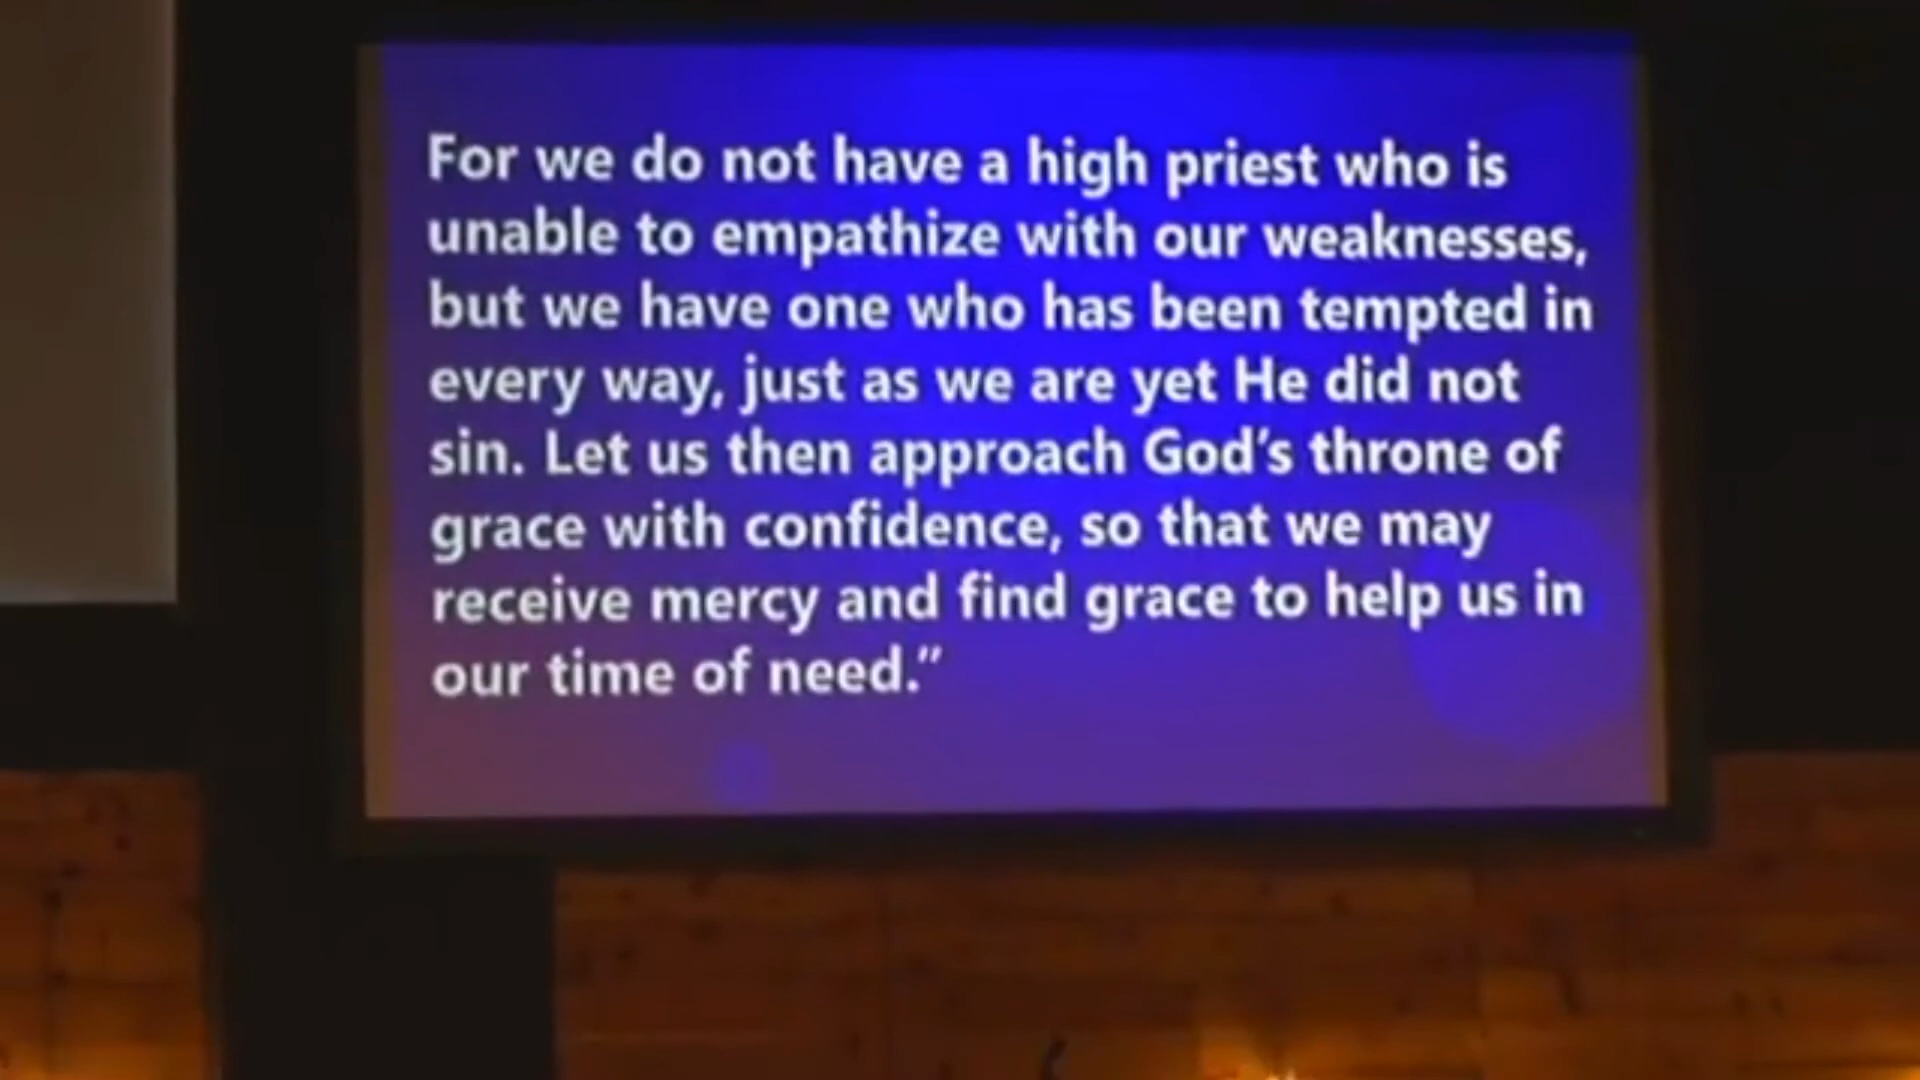 For we do not have a high priest who is
unable to empathize with our weaknesses,
but we have one who has been tempted in
every way, just as we are yet He did not
sin. Let us then approach God’s throne of
grace with confidence, so that we may
receive mercy and find grace to help us in
our time of need.”